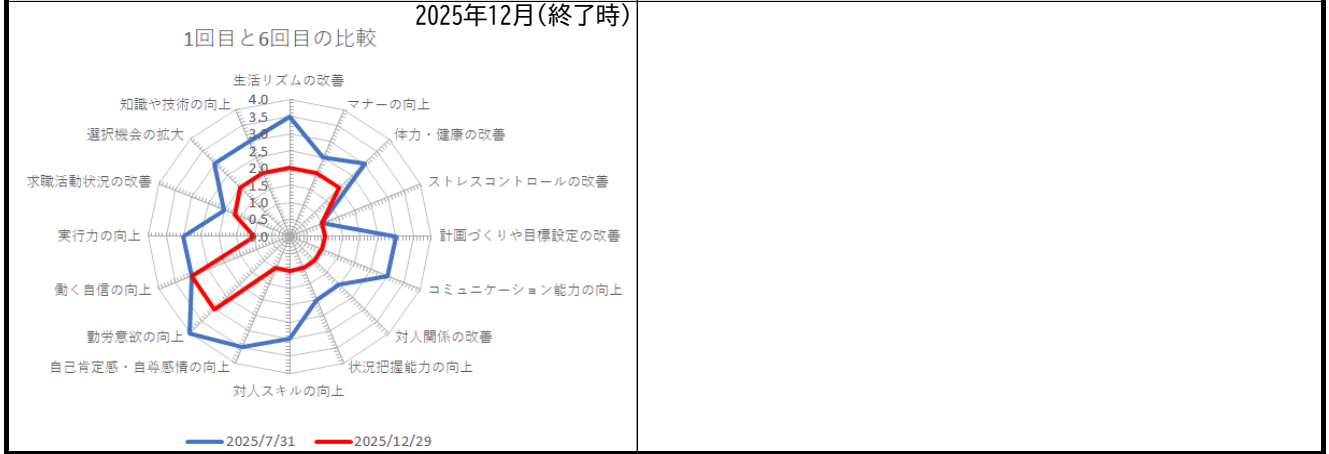 2025年12月(終了時)
1回目と6回目の比較
生活リズムの改善
マナーの向上
体力・健康の改善
ストレスコントロールの改善
計画づくりや目標設定の改善
コミュニケーション能力の向上
対人関係の改善
状況把握能力の向上
対人スキルの向上
自己肯定感・自尊感情の向上
勤労意欲の向上
働く自信の向上
実行力の向上
求職活動状況の改善
選択機会の拡大
知識や技術の向上
4.0
3.5
3.0
2.5
2.0
1.5
1.0
0.5
0.0
2025/7/31
2025/12/29